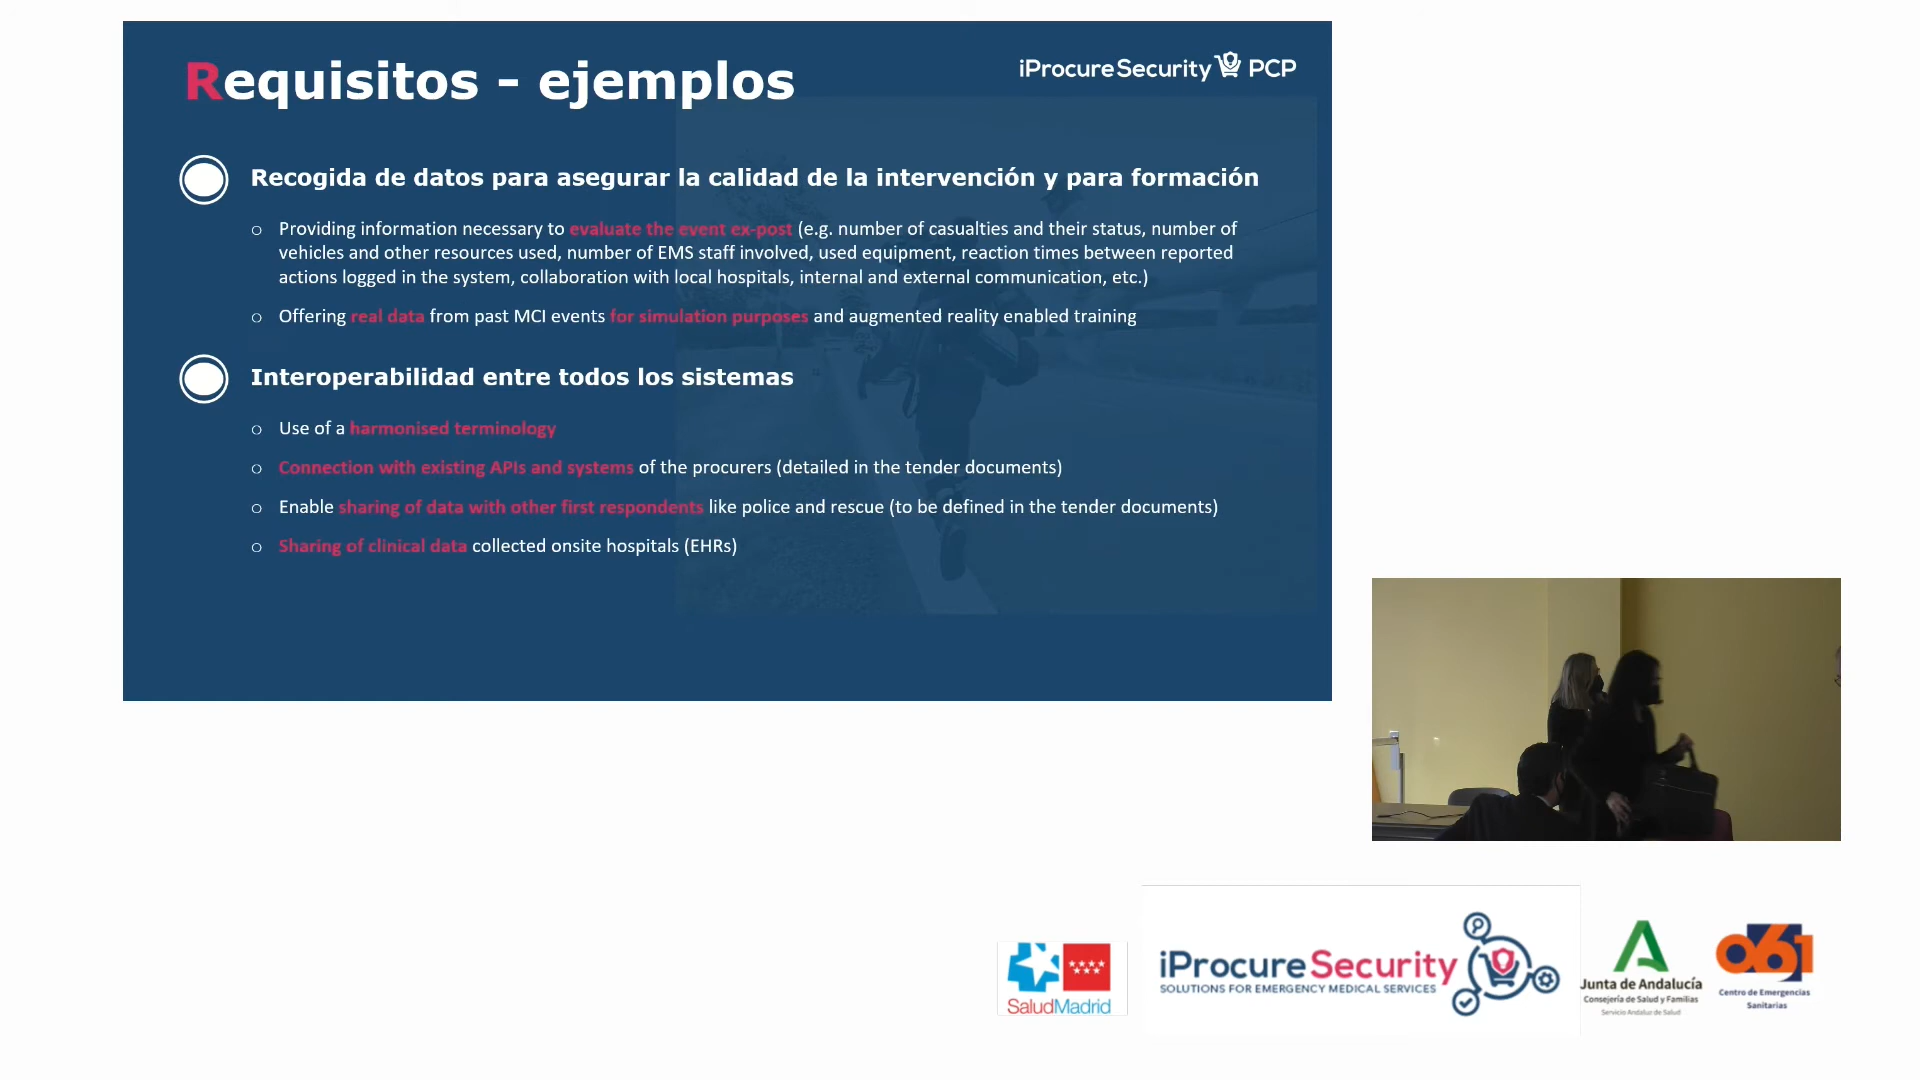 Requisitos - ejemplos
iProcureSecurity PCP
Recogida de datos para asegurar la calidad de la intervención y para formación
Providing information necessary to evaluate the event ex-post (e.g. number of casualties and their status, number of
vehicles and other resources used, number of EMS staff involved, used equipment, reaction times between reported
actions logged in the system, collaboration with local hospitals, internal and external communication, etc.)
Offering real data from past MCI events for simulation purposes and augmented reality enabled training
Interoperabilidad entre todos los sistemas
Use of a harmonised terminology
Connection with existing APIs and systems of the procurers (detailed in the tender documents)
Enable sharing of data with other first respondents like police and rescue (to be defined in the tender documents)
Sharing of clinical data collected onsite hospitals (EHRs)
SaludMadrid
iProcureSecurity
SOLUTIONS FOR EMERGENCY MEDICAL SERVICES
Junta de Andalucía
Consejería de Salud y Familias
Servicio Andaluz de Salud
061
Centro de Emergencias
Sanitarias